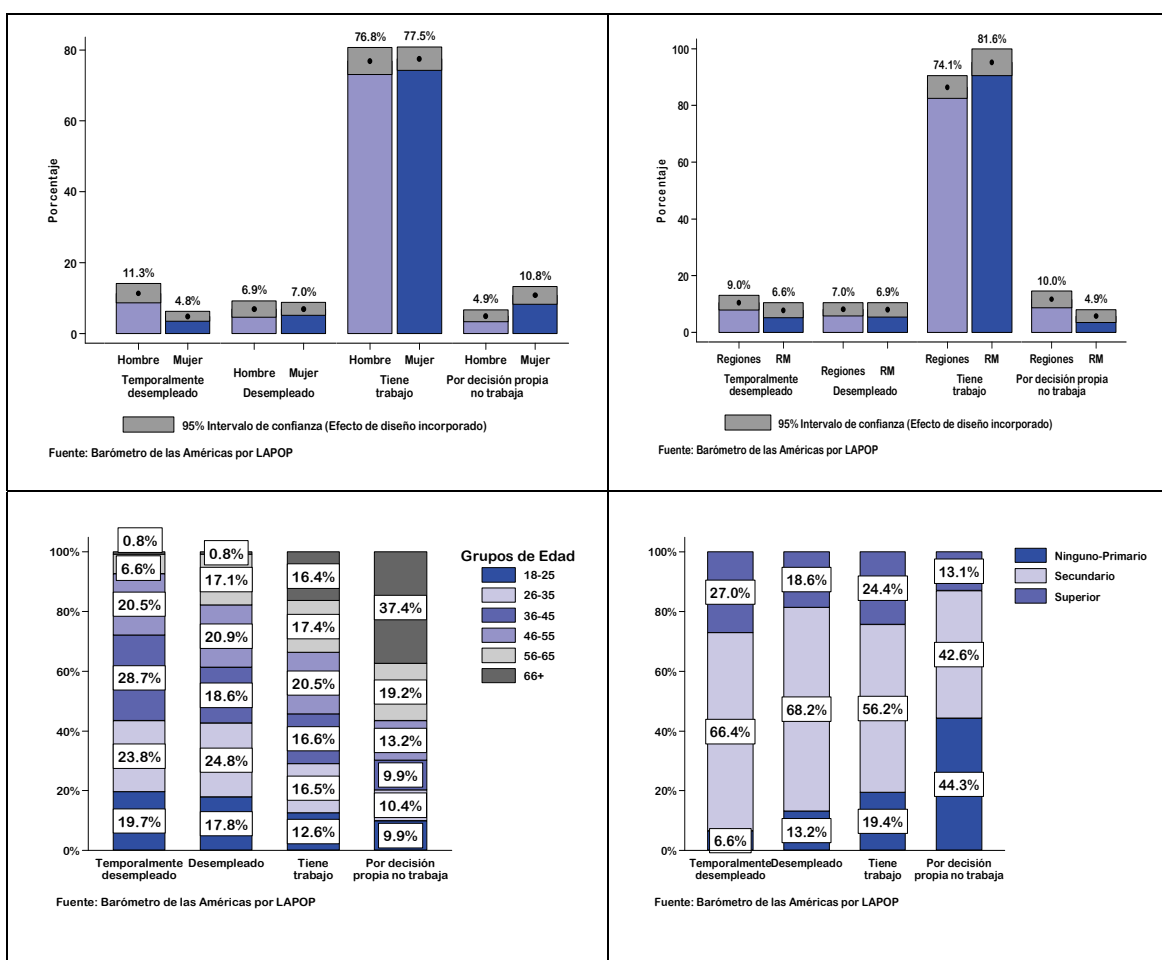 76.8% 77.5%
80
60
40
20
0
Porcentaje
11.3%
4.8%
6.9% 7.0%
4.9%
10.8%
Hombre Mujer
Temporalmente
desempleado
Hombre Mujer
Desempleado
Hombre Mujer
Tiene
trabajo
Hombre Mujer
Por decisión propia
no trabaja
95% Intervalo de confianza (Efecto de diseño incorporado)
Fuente: Barómetro de las Américas por LAPOP
81.6%
74.1%
100
80
60
40
20
0
Porcentaje
9.0%
6.6%
7.0% 6.9%
10.0%
4.9%
Regiones RM
Temporalmente
desempleado
Regiones RM
Desempleado
Regiones RM
Tiene
trabajo
Regiones RM
Por decisión propia
no trabaja
95% Intervalo de confianza (Efecto de diseño incorporado)
Fuente: Barómetro de las Américas por LAPOP
100%
80%
60%
40%
20%
0%
0.8%
6.6%
20.5%
28.7%
23.8%
19.7%
0.8%
17.1%
20.9%
18.6%
24.8%
17.8%
16.4%
17.4%
20.5%
16.6%
16.5%
12.6%
37.4%
19.2%
13.2%
9.9%
10.4%
9.9%
Temporalmente
desempleado
Desempleado
Tiene
trabajo
Por decisión
propia no trabaja
Grupos de Edad
18-25
26-35
36-45
46-55
56-65
66+
Fuente: Barómetro de las Américas por LAPOP
100%
80%
60%
40%
20%
0%
27.0%
66.4%
6.6%
18.6%
68.2%
13.2%
24.4%
56.2%
19.4%
13.1%
42.6%
44.3%
Temporalmente
desempleado
Desempleado
Tiene
trabajo
Por decisión
propia no trabaja
Ninguno-Primario
Secundario
Superior
Fuente: Barómetro de las Américas por LAPOP